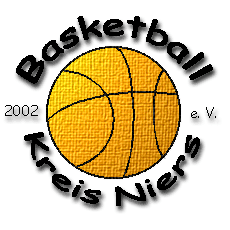 Basketball
2002 e. V.
Kreis Niers